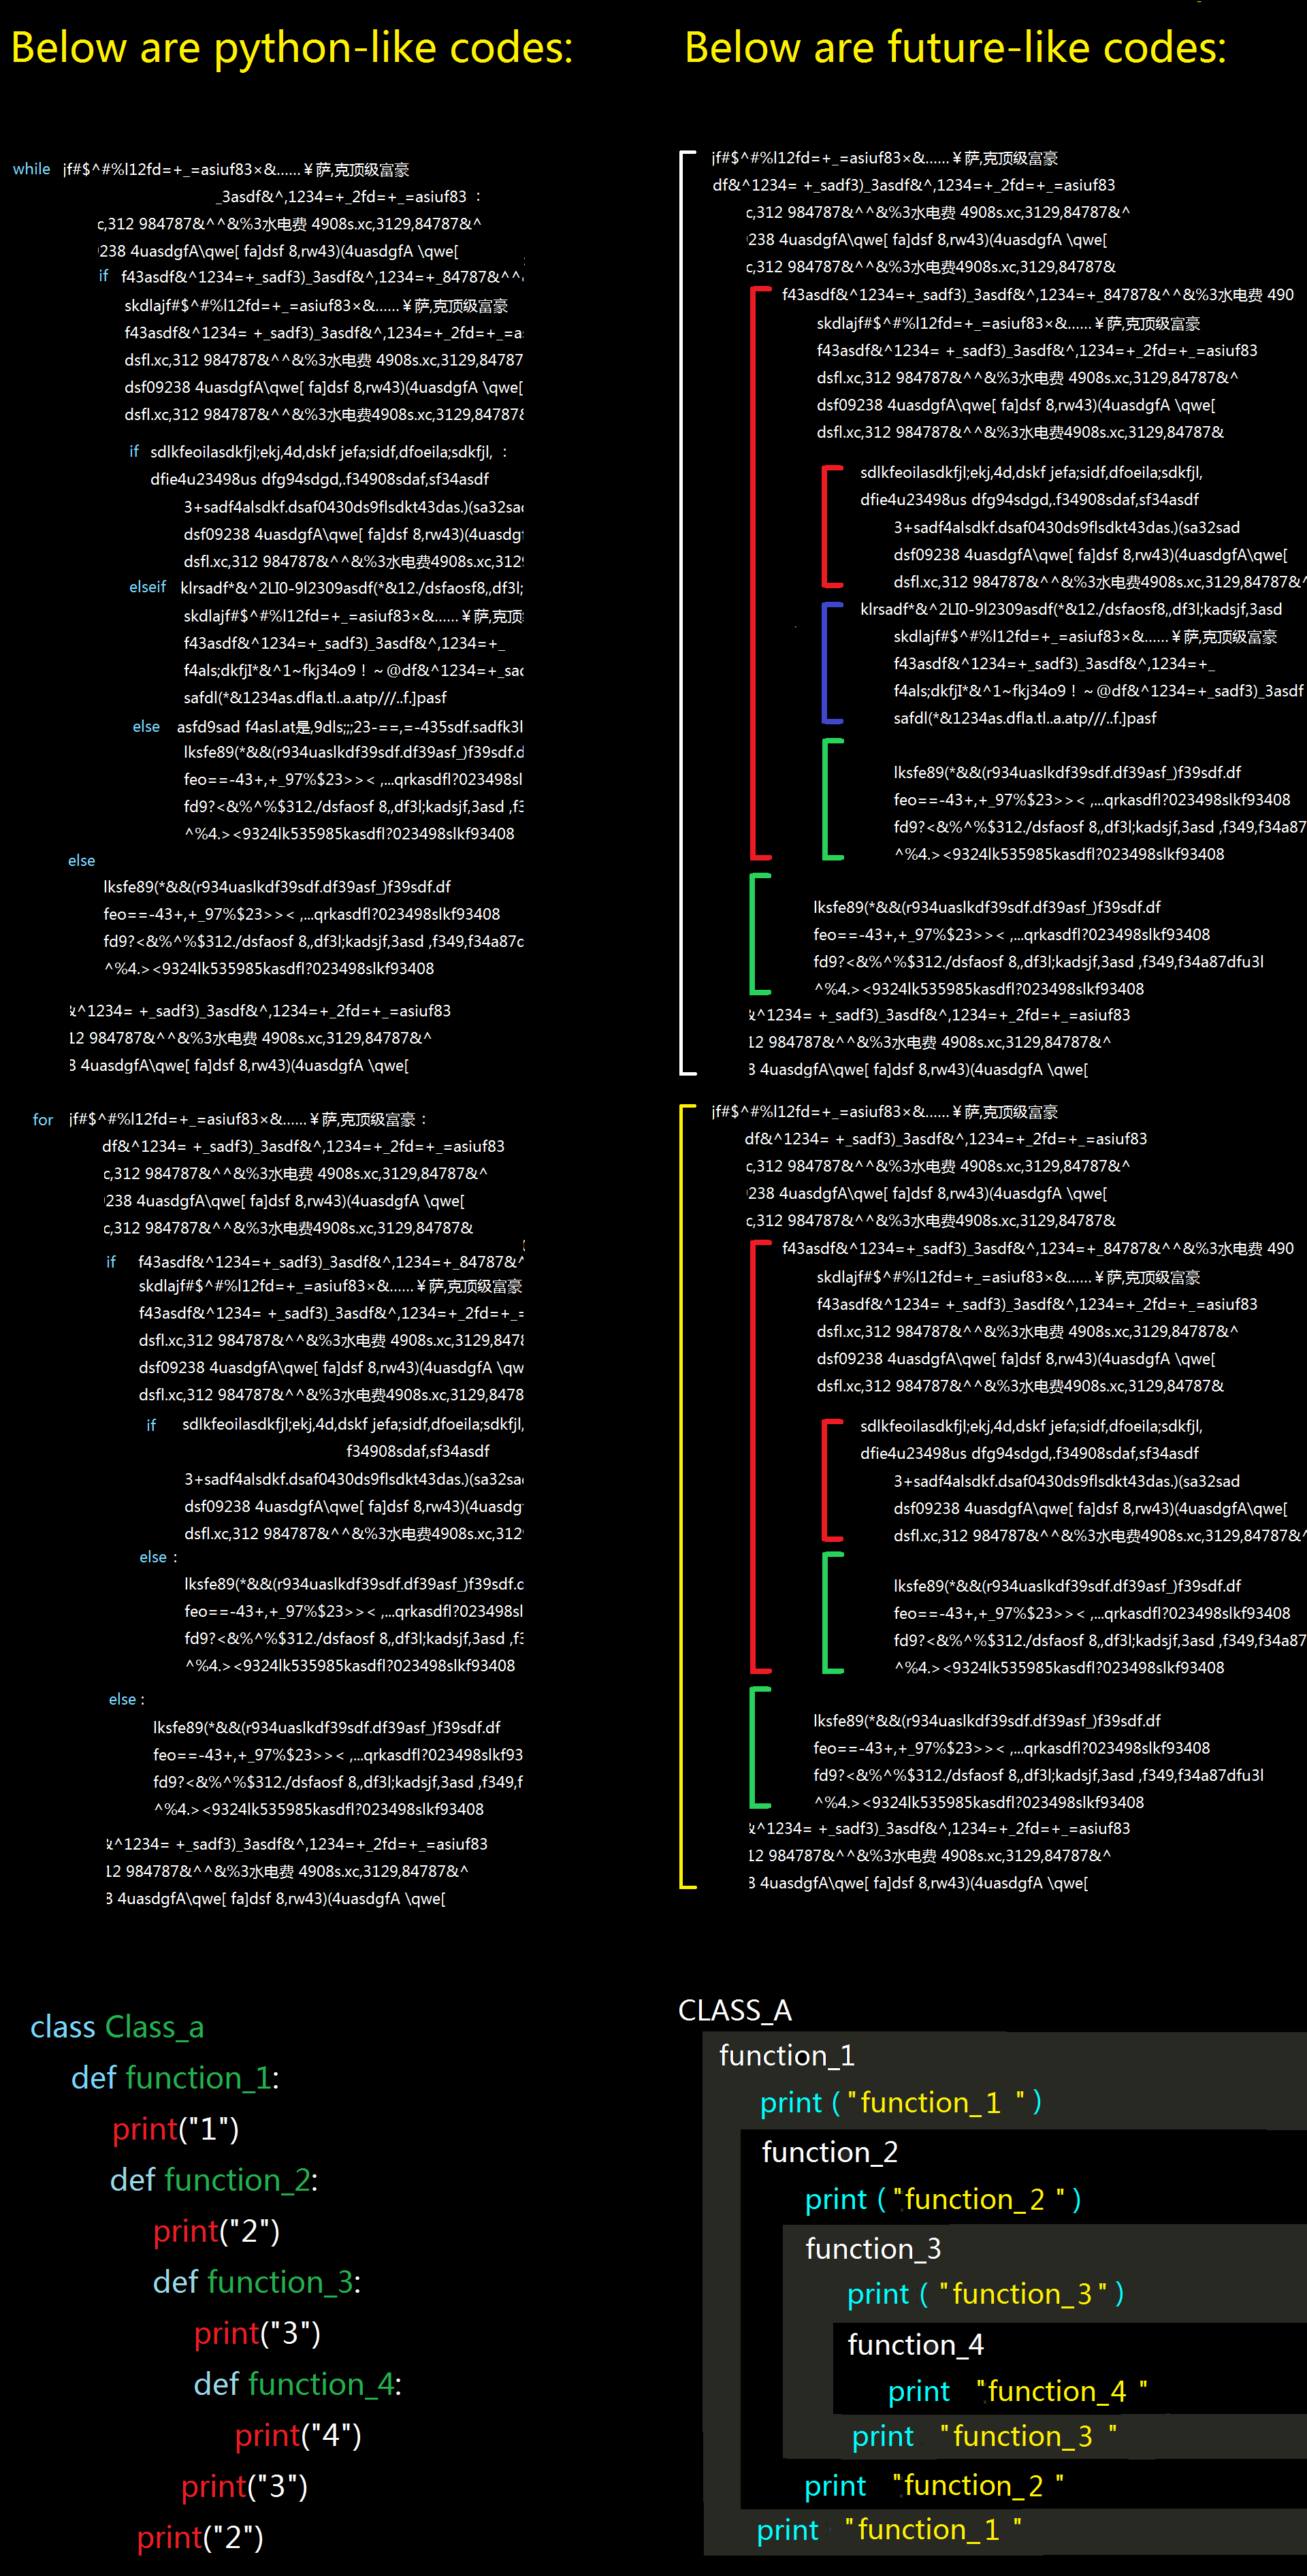 Below are python-like codes:
while jf#$^#%l12fd=+_=asiuf83×&......￥萨,克顶级富豪
_3asdf&^,1234=+_2fd=+_=asiuf83 :
c,312 984787&^^&%3水电费 4908s.xc,3129,84787&^
)238 4uasdgfA\qwe[ fa]dsf 8,rw43)(4uasdgfA \qwe[
if f43asdf&^1234=+_sadf3)_3asdf&^,1234=+_84787&^^
skdlajf#$^#%l12fd=+_=asiuf83×&......￥萨,克顶级富豪
f43asdf&^1234= +_sadf3)_3asdf&^,1234=+_2fd=+_=a
dsfl.xc,312 984787&^^&%3水电费 4908s.xc,3129,84787
dsf09238 4uasdgfA\qwe[ fa]dsf 8,rw43)(4uasdgfA \qwe[
dsfl.xc,312 984787&^^&%3水电费4908s.xc,3129,84787&
if sdlkfeoilasdkfjl;ekj,4d,dskf jefa;sidf,dfoeila;sdkfjl, :
dfie4u23498us dfg94sdgd,.f34908sdaf,sf34asdf
3+sadf4alsdkf.dsaf0430ds9flsdkt43das.)(sa32sa
dsf09238 4uasdgfA\qwe[ fa]dsf 8,rw43)(4uasdg
dsfl.xc,312 984787&^^&%3水电费4908s.xc,312
elseif klrsadf*&^2LI0-9l2309asdf(*&12./dsfaosf8,,df3l;
skdlajf#$^#%l12fd=+_=asiuf83×&......￥萨,克顶
f43asdf&^1234=+_sadf3)_3asdf&^,1234=+_
f4als;dkfjI*&^1~fkj34o9！~@df&^1234=+_sa
safdl(*&1234as.dfla.tl..a.atp///..f.]pasf
else asfd9sad f4asl.at是,9dls;;;23-==,=-435sdf.sadfk3l
lksfe89(*&&(r934uaslkdf39sdf.df39asf_)f39sdf.d
feo==-43+,+_97%$23>>< ,...qrkasdfl?023498sl
fd9?<&%^%$312./dsfaosf 8,,df3l;kadsjf,3asd ,f3
^%4.><9324lk535985kasdfl?023498slkf93408
else
lksfe89(*&&(r934uaslkdf39sdf.df39asf_)f39sdf.df
feo==-43+,+_97%$23>>< ,...qrkasdfl?023498slkf93408
fd9?<&%^%$312./dsfaosf 8,,df3l;kadsjf,3asd ,f349,f34a87d
^%4.><9324lk535985kasdfl?023498slkf93408
&^1234= +_sadf3)_3asdf&^,1234=+_2fd=+_=asiuf83
12 984787&^^&%3水电费 4908s.xc,3129,84787&^
3 4uasdgfA\qwe[ fa]dsf 8,rw43)(4uasdgfA \qwe[
for jf#$^#%l12fd=+_=asiuf83×&......￥萨,克顶级富豪 :
df&^1234= +_sadf3)_3asdf&^,1234=+_2fd=+_=asiuf83
c,312 984787&^^&%3水电费 4908s.xc,3129,84787&^
)238 4uasdgfA\qwe[ fa]dsf 8,rw43)(4uasdgfA \qwe[
c,312 984787&^^&%3水电费4908s.xc,3129,84787&
if f43asdf&^1234=+_sadf3)_3asdf&^,1234=+_84787&^
skdlajf#$^#%l12fd=+_=asiuf83×&......￥萨,克顶级富豪
f43asdf&^1234= +_sadf3)_3asdf&^,1234=+_2fd=+_=
dsfl.xc,312 984787&^^&%3水电费 4908s.xc,3129,8478
dsf09238 4uasdgfA\qwe[ fa]dsf 8,rw43)(4uasdgfA \qw
dsfl.xc,312 984787&^^&%3水电费4908s.xc,3129,8478
if sdlkfeoilasdkfjl;ekj,4d,dskf jefa;sidf,dfoeila;sdkfjl,
f34908sdaf,sf34asdf
3+sadf4alsdkf.dsaf0430ds9flsdkt43das.)(sa32sa
dsf09238 4uasdgfA\qwe[ fa]dsf 8,rw43)(4uasdg
dsfl.xc,312 984787&^^&%3水电费4908s.xc,312
else :
lksfe89(*&&(r934uaslkdf39sdf.df39asf_)f39sdf.d
feo==-43+,+_97%$23>>< ,...qrkasdfl?023498sl
fd9?<&%^%$312./dsfaosf 8,,df3l;kadsjf,3asd ,f3
^%4.><9324lk535985kasdfl?023498slkf93408
else :
lksfe89(*&&(r934uaslkdf39sdf.df39asf_)f39sdf.df
feo==-43+,+_97%$23>>< ,...qrkasdfl?023498slkf93
fd9?<&%^%$312./dsfaosf 8,,df3l;kadsjf,3asd ,f349,f
^%4.><9324lk535985kasdfl?023498slkf93408
&^1234= +_sadf3)_3asdf&^,1234=+_2fd=+_=asiuf83
12 984787&^^&%3水电费 4908s.xc,3129,84787&^
3 4uasdgfA\qwe[ fa]dsf 8,rw43)(4uasdgfA \qwe[
class Class_a
def function_1:
print("1")
def function_2:
print("2")
def function_3:
print("3")
def function_4:
print("4")
print("3")
print("2")
Below are future-like codes:
jf#$^#%l12fd=+_=asiuf83×&......￥萨,克顶级富豪
df&^1234= +_sadf3)_3asdf&^,1234=+_2fd=+_=asiuf83
c,312 984787&^^&%3水电费 4908s.xc,3129,84787&^
)238 4uasdgfA\qwe[ fa]dsf 8,rw43)(4uasdgfA \qwe[
c,312 984787&^^&%3水电费4908s.xc,3129,84787&
f43asdf&^1234=+_sadf3)_3asdf&^,1234=+_84787&^^&%3水电费 490
skdlajf#$^#%l12fd=+_=asiuf83×&......￥萨,克顶级富豪
f43asdf&^1234= +_sadf3)_3asdf&^,1234=+_2fd=+_=asiuf83
dsfl.xc,312 984787&^^&%3水电费 4908s.xc,3129,84787&^
dsf09238 4uasdgfA\qwe[ fa]dsf 8,rw43)(4uasdgfA \qwe[
dsfl.xc,312 984787&^^&%3水电费4908s.xc,3129,84787&
sdlkfeoilasdkfjl;ekj,4d,dskf jefa;sidf,dfoeila;sdkfjl,
dfie4u23498us dfg94sdgd,.f34908sdaf,sf34asdf
3+sadf4alsdkf.dsaf0430ds9flsdkt43das.)(sa32sad
dsf09238 4uasdgfA\qwe[ fa]dsf 8,rw43)(4uasdgfA\qwe[
dsfl.xc,312 984787&^^&%3水电费4908s.xc,3129,84787&^
klrsadf*&^2LI0-9l2309asdf(*&12./dsfaosf8,,df3l;kadsjf,3asd
skdlajf#$^#%l12fd=+_=asiuf83×&......￥萨,克顶级富豪
f43asdf&^1234=+_sadf3)_3asdf&^,1234=+_
f4als;dkfjI*&^1~fkj34o9！~@df&^1234=+_sadf3)_3asdf
safdl(*&1234as.dfla.tl..a.atp///..f.]pasf
lksfe89(*&&(r934uaslkdf39sdf.df39asf_)f39sdf.df
feo==-43+,+_97%$23>>< ,...qrkasdfl?023498slkf93408
fd9?<&%^%$312./dsfaosf 8,,df3l;kadsjf,3asd ,f349,f34a87
^%4.><9324lk535985kasdfl?023498slkf93408
lksfe89(*&&(r934uaslkdf39sdf.df39asf_)f39sdf.df
feo==-43+,+_97%$23>>< ,...qrkasdfl?023498slkf93408
fd9?<&%^%$312./dsfaosf 8,,df3l;kadsjf,3asd ,f349,f34a87dfu3l
^%4.><9324lk535985kasdfl?023498slkf93408
&^1234= +_sadf3)_3asdf&^,1234=+_2fd=+_=asiuf83
12 984787&^^&%3水电费 4908s.xc,3129,84787&^
3 4uasdgfA\qwe[ fa]dsf 8,rw43)(4uasdgfA \qwe[
jf#$^#%l12fd=+_=asiuf83×&......￥萨,克顶级富豪
df&^1234= +_sadf3)_3asdf&^,1234=+_2fd=+_=asiuf83
c,312 984787&^^&%3水电费 4908s.xc,3129,84787&^
)238 4uasdgfA\qwe[ fa]dsf 8,rw43)(4uasdgfA \qwe[
c,312 984787&^^&%3水电费4908s.xc,3129,84787&
f43asdf&^1234=+_sadf3)_3asdf&^,1234=+_84787&^^&%3水电费 490
skdlajf#$^#%l12fd=+_=asiuf83×&......￥萨,克顶级富豪
f43asdf&^1234= +_sadf3)_3asdf&^,1234=+_2fd=+_=asiuf83
dsfl.xc,312 984787&^^&%3水电费 4908s.xc,3129,84787&^
dsf09238 4uasdgfA\qwe[ fa]dsf 8,rw43)(4uasdgfA \qwe[
dsfl.xc,312 984787&^^&%3水电费4908s.xc,3129,84787&
sdlkfeoilasdkfjl;ekj,4d,dskf jefa;sidf,dfoeila;sdkfjl,
dfie4u23498us dfg94sdgd,.f34908sdaf,sf34asdf
3+sadf4alsdkf.dsaf0430ds9flsdkt43das.)(sa32sad
dsf09238 4uasdgfA\qwe[ fa]dsf 8,rw43)(4uasdgfA\qwe[
dsfl.xc,312 984787&^^&%3水电费4908s.xc,3129,84787&^
lksfe89(*&&(r934uaslkdf39sdf.df39asf_)f39sdf.df
feo==-43+,+_97%$23>>< ,...qrkasdfl?023498slkf93408
fd9?<&%^%$312./dsfaosf 8,,df3l;kadsjf,3asd ,f349,f34a87
^%4.><9324lk535985kasdfl?023498slkf93408
lksfe89(*&&(r934uaslkdf39sdf.df39asf_)f39sdf.df
feo==-43+,+_97%$23>>< ,...qrkasdfl?023498slkf93408
fd9?<&%^%$312./dsfaosf 8,,df3l;kadsjf,3asd ,f349,f34a87dfu3l
^%4.><9324lk535985kasdfl?023498slkf93408
&^1234= +_sadf3)_3asdf&^,1234=+_2fd=+_=asiuf83
12 984787&^^&%3水电费 4908s.xc,3129,84787&^
3 4uasdgfA\qwe[ fa]dsf 8,rw43)(4uasdgfA \qwe[
CLASS_A
function_1
print ( "function_1 " )
function_2
print ( "function_2 " )
function_3
print ( "function_3 " )
function_4
print "function_4 "
print "function_3 "
print "function_2 "
print "function_1 "